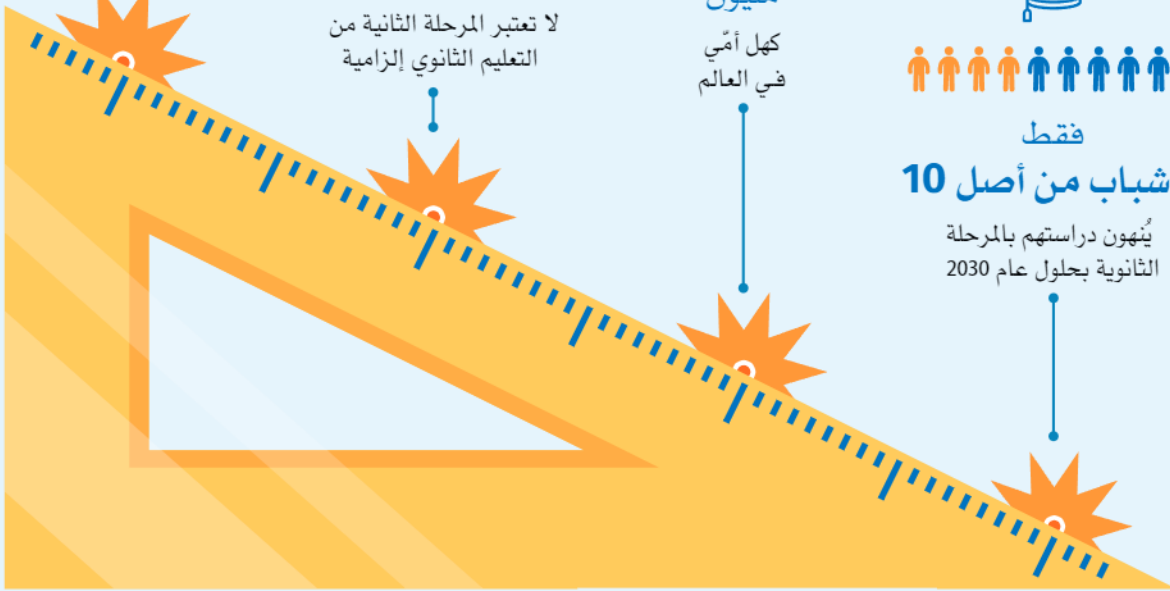 لا تعتبر المرحلة الثانية من
التعليم الثانوي إلزامية
مليون
كهل أمّي
في العالم
فقط
شباب من أصل 10
يُنهون دراستهم بالمرحلة
الثانوية بحلول عام 2030